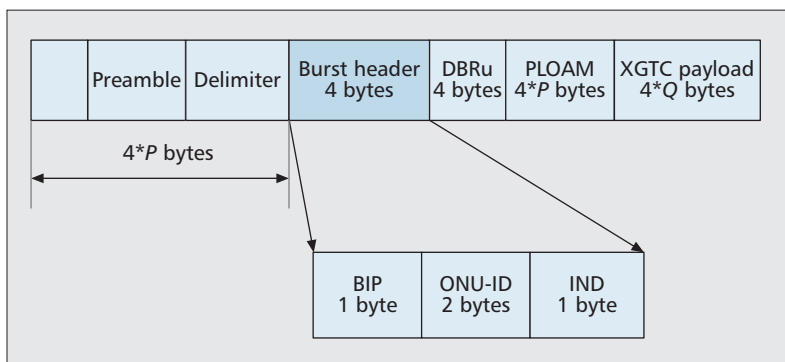 Preamble
Delimiter
Burst header
4 bytes
DBRu
4 bytes
PLOAM
4*P bytes
XGTC payload
4*Q bytes
4*P bytes
BIP
1 byte
ONU-ID
2 bytes
IND
1 byte